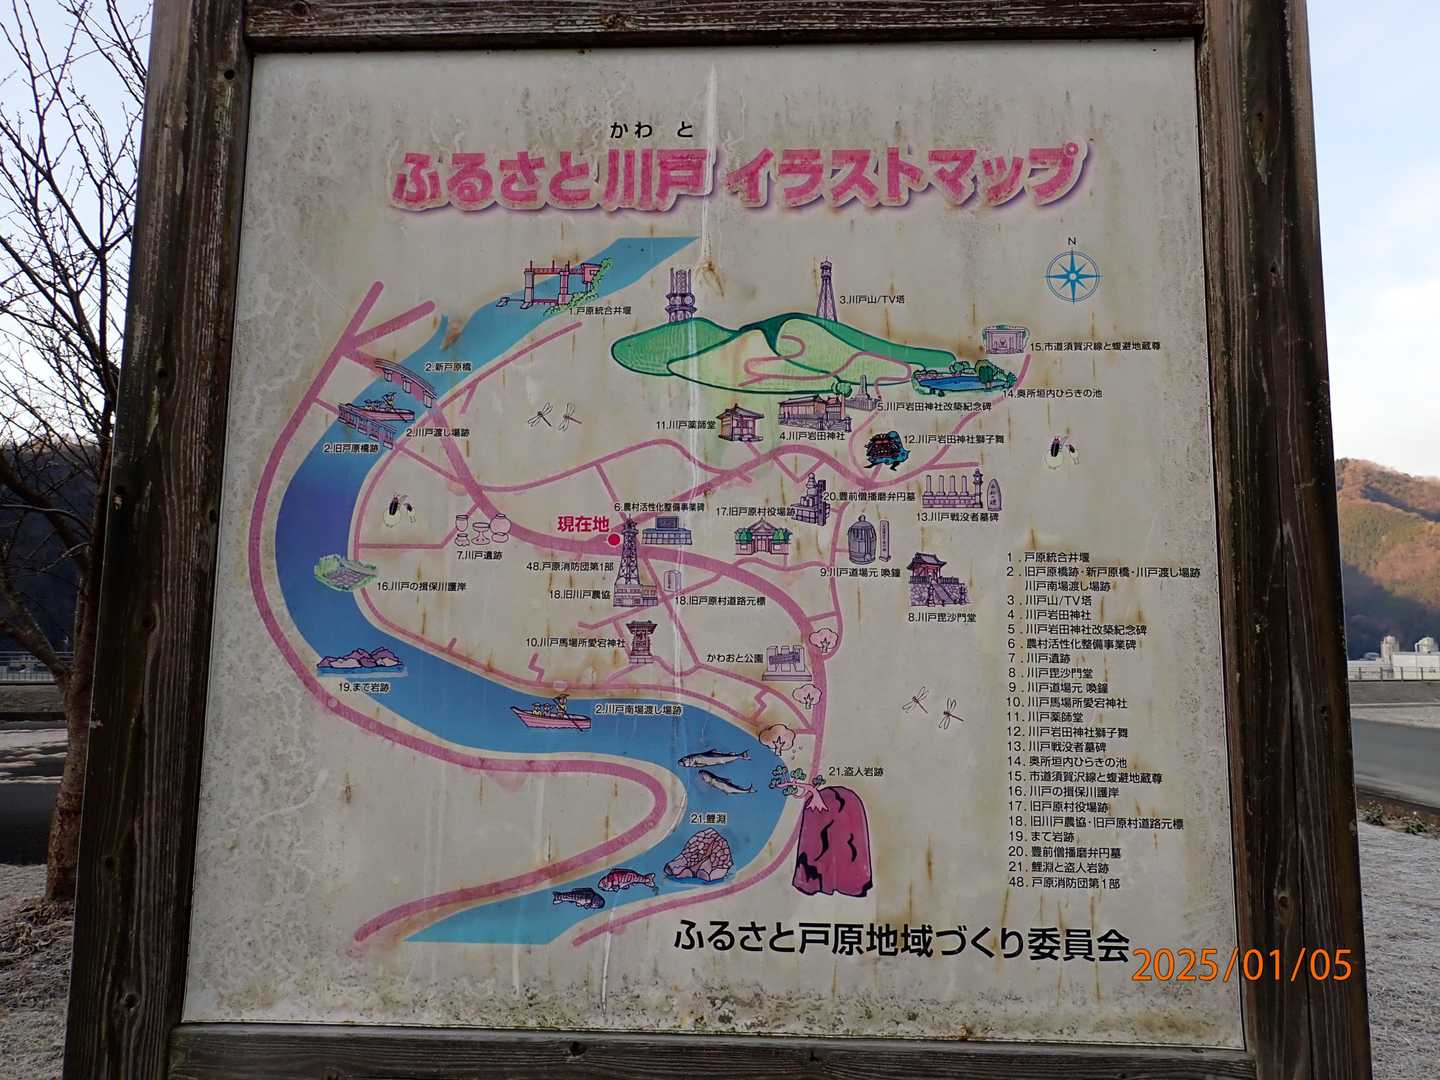 かわ と
ふるさと川戸 イラストマップ
N
1.戸原統合井堰
3.川戸山/TV塔
15.市道須賀沢線と蝮避地蔵尊
2.新戸原橋
14.奥所垣内ひらきの池
5.川戸岩田神社改築記念碑
11.川戸薬師堂
4.川戸岩田神社
2.川戸渡し場跡
12.川戸岩田神社獅子舞
2.旧戸原橋跡
20.豊前僧播磨弁円墓
6.農村活性化整備事業碑
17.旧戸原村役場跡
13.川戸戦没者墓碑
現在地
7.川戸遺跡
48.戸原消防団第1部
9.川戸道場元 喚鐘
16.川戸の揖保川護岸
18.旧川戸農協
18.旧戸原村道路元標
8.川戸毘沙門堂
10.川戸馬場所愛宕神社
かわおと公園
19.まて岩跡
2.川戸南場渡し場跡
21.盗人岩跡
21.鯉淵
1．戸原統合井堰
2．旧戸原橋跡・新戸原橋・川戸渡し場跡
川戸南場渡し場跡
3．川戸山/TV塔
4．川戸岩田神社
5．川戸岩田神社改築紀念碑
6．農村活性化整備事業碑
7．川戸遺跡
8．川戸毘沙門堂
9．川戸道場元 喚鐘
10．川戸馬場所愛宕神社
11．川戸薬師堂
12．川戸岩田神社獅子舞
13．川戸戦没者墓碑
14．奥所垣内ひらきの池
15．市道須賀沢線と蝮避地蔵尊
16．川戸の揖保川護岸
17．旧戸原村役場跡
18．旧川戸農協・旧戸原村道路元標
19．まて岩跡
20．豊前僧播磨弁円墓
21．鯉淵と盗人岩跡
48．戸原消防団第1部
ふるさと戸原地域づくり委員会
2025/01/05